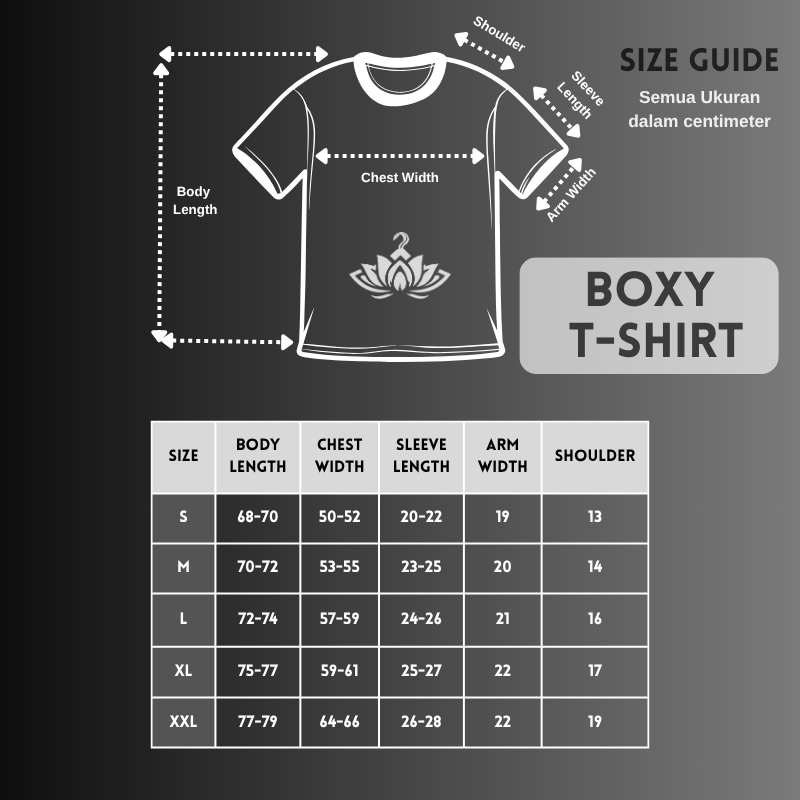 SIZE GUIDE
Semua Ukuran
dalam centimeter
Shoulder
Sleeve
Length
Arm Width
Chest Width
Body
Length
BOXY
T-SHIRT
SIZE BODY LENGTH CHEST WIDTH SLEEVE LENGTH ARM WIDTH SHOULDER
S 68-70 50-52 20-22 19 13
M 70-72 53-55 23-25 20 14
L 72-74 57-59 24-26 21 16
XL 75-77 59-61 25-27 22 17
XXL 77-79 64-66 26-28 22 19